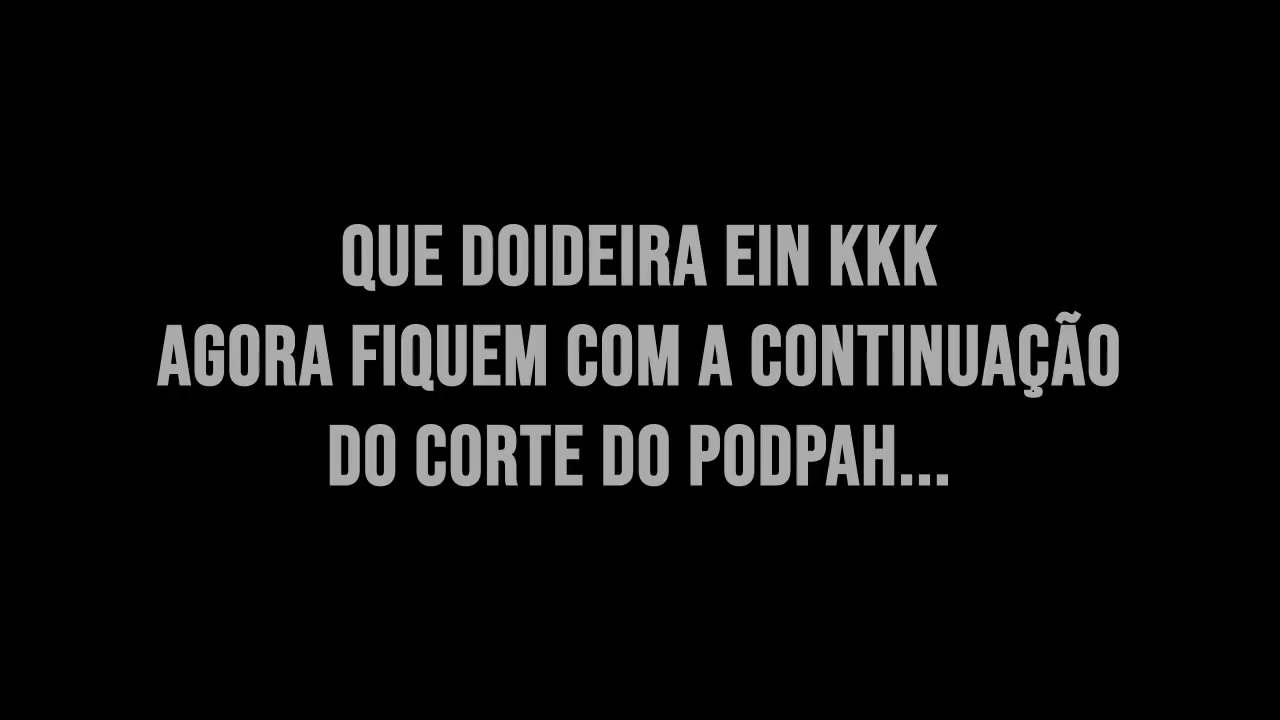 QUE DOIDEIRA EIN KKK
AGORA FIQUEM COM A CONTINUAÇÃO
DO CORTE DO PODPAH...